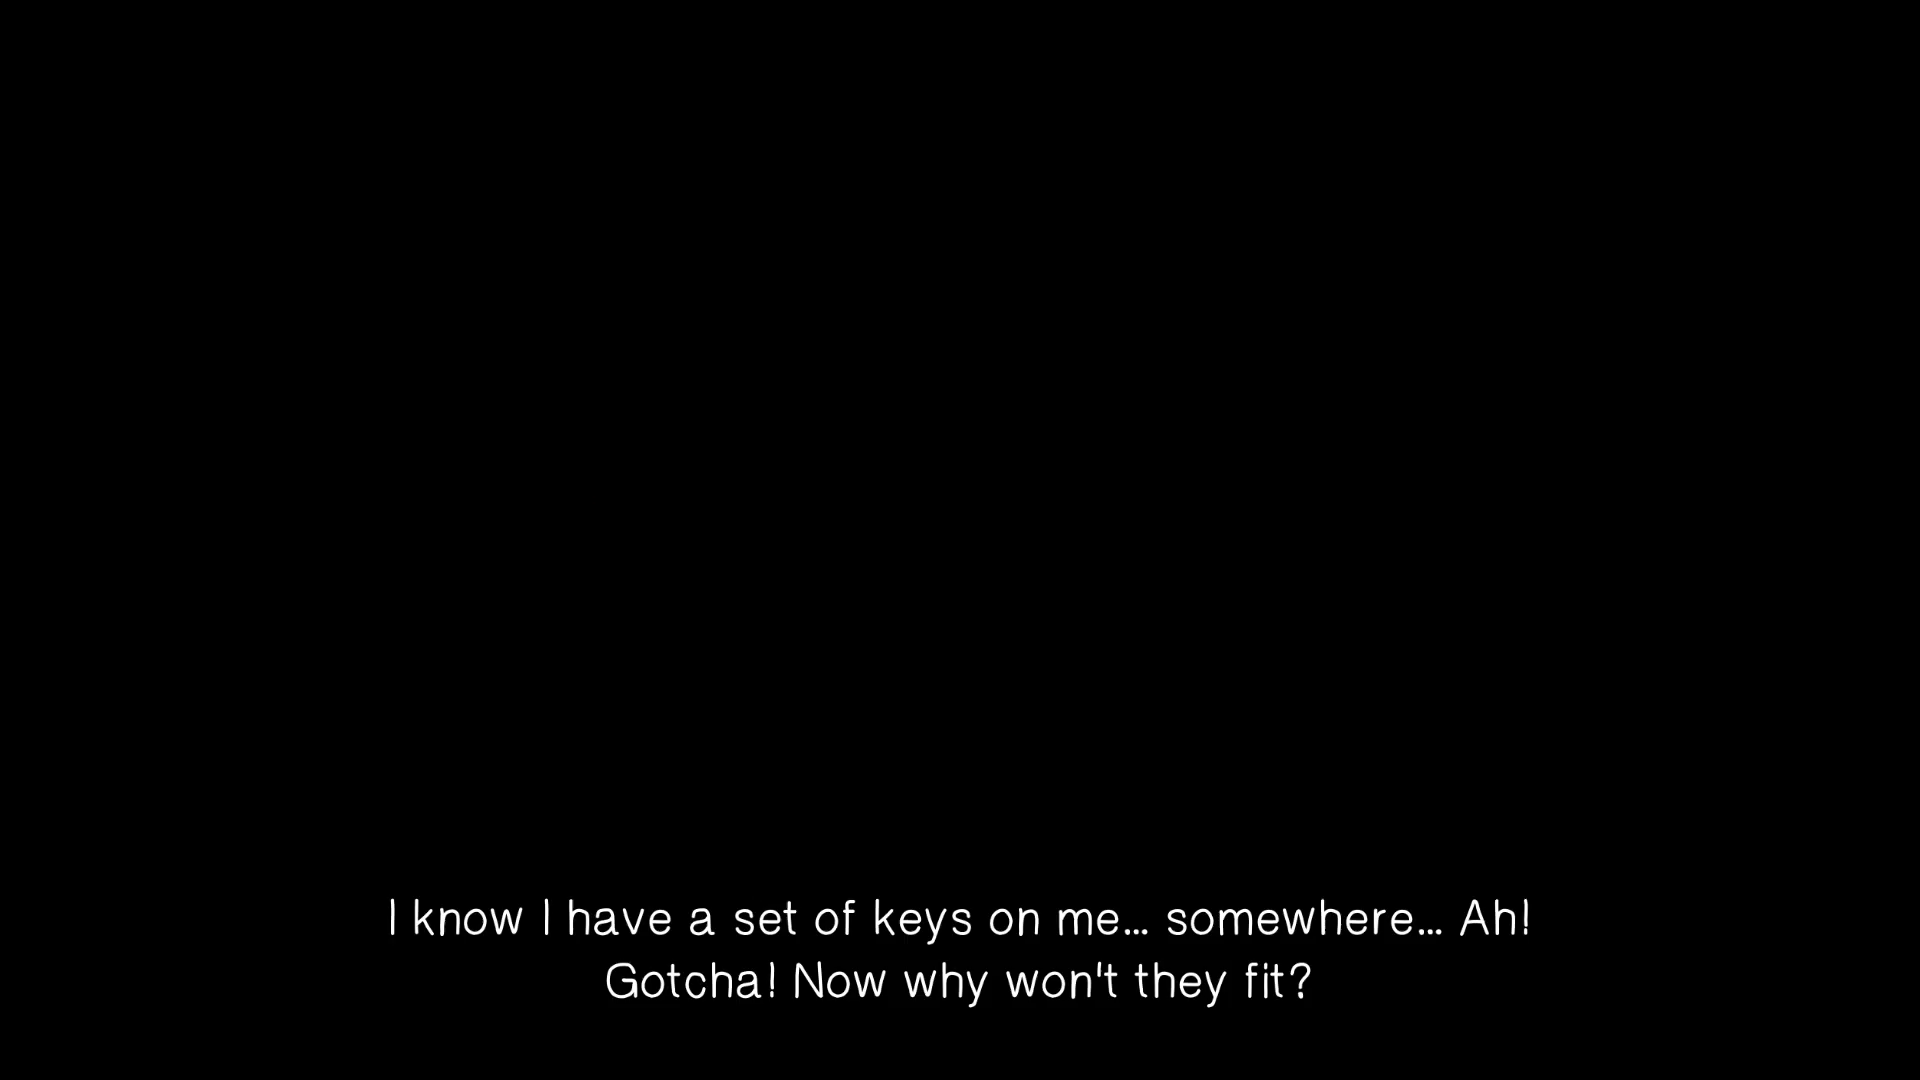 I know I have a set of keys on me... somewhere... Ah!
Gotcha! Now why won't they fit?